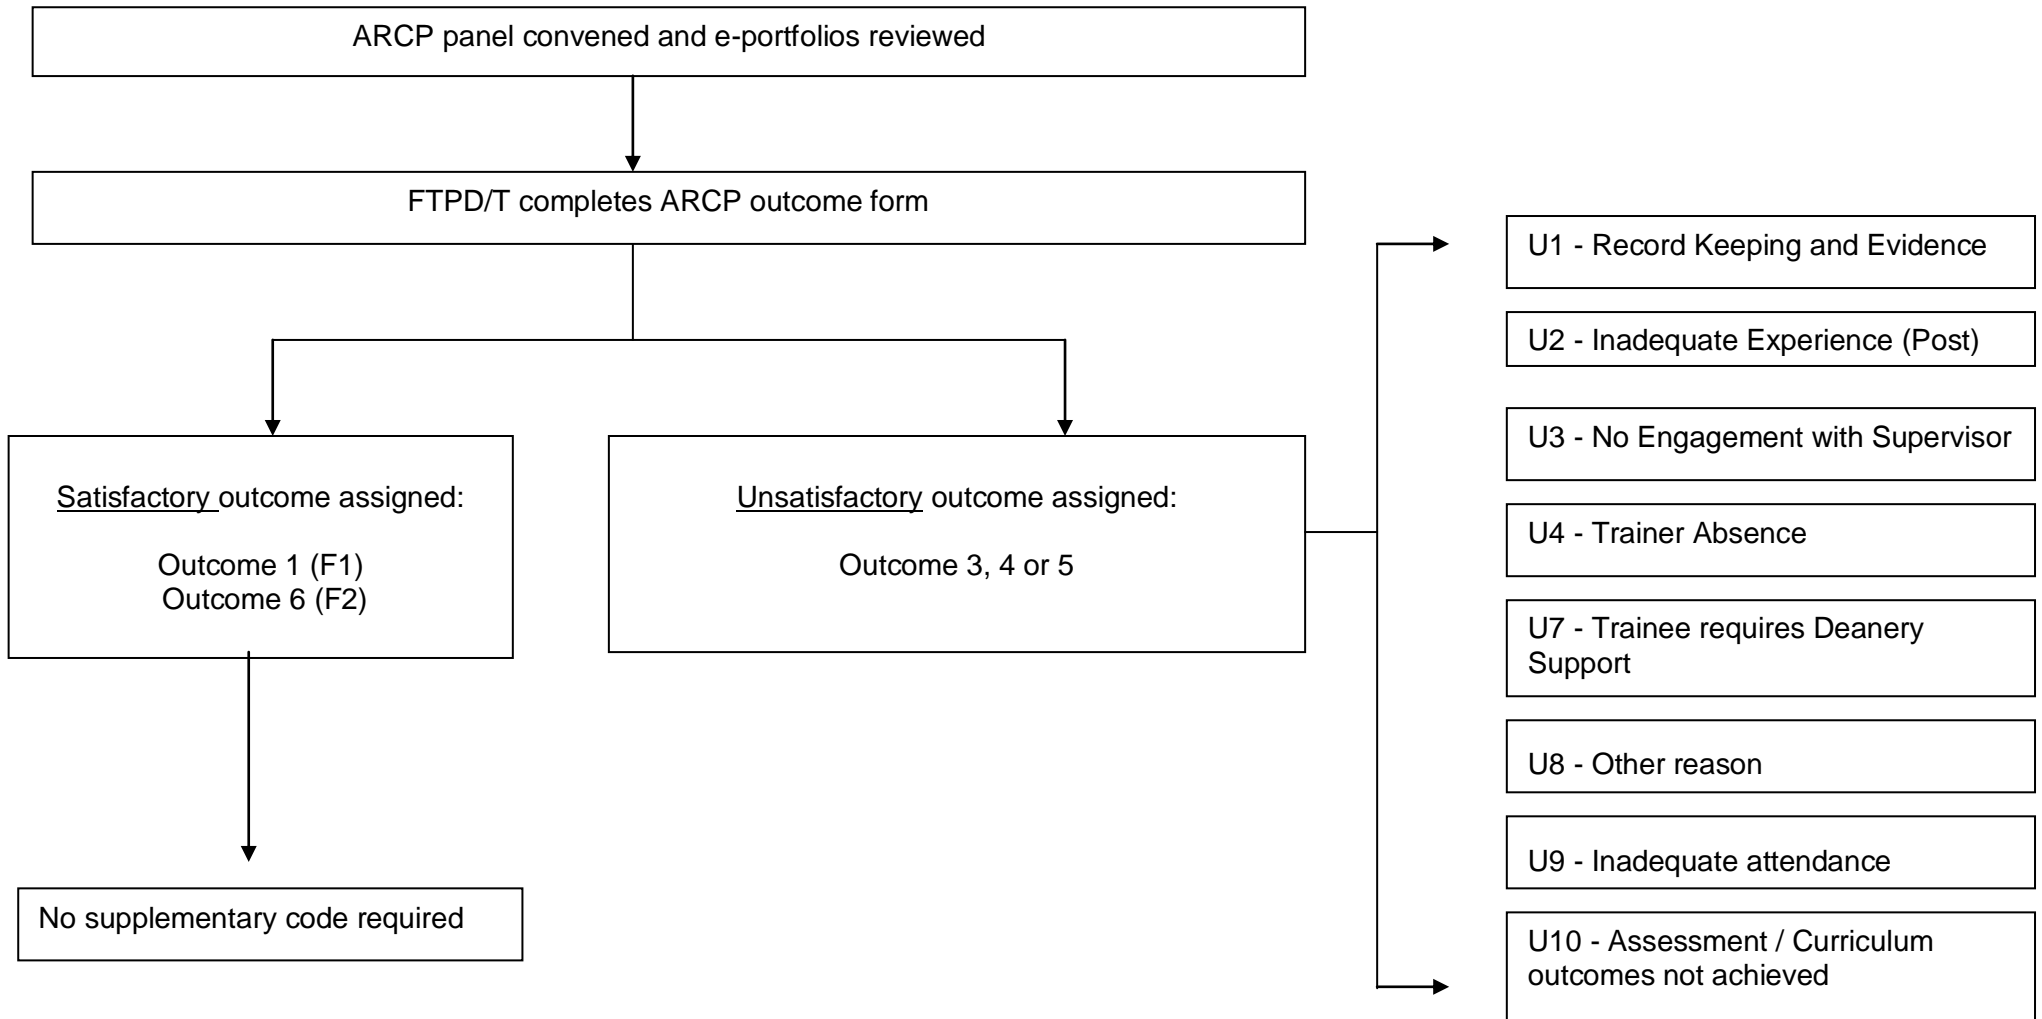 ARCP panel convened and e-portfolios reviewed
FTPD/T completes ARCP outcome form
Satisfactory outcome assigned:
Outcome 1 (F1)
Outcome 6 (F2)
No supplementary code required
Unsatisfactory outcome assigned:
Outcome 3, 4 or 5
U1 - Record Keeping and Evidence
U2 - Inadequate Experience (Post)
U3 - No Engagement with Supervisor
U4 - Trainer Absence
U7 - Trainee requires Deanery
Support
U8 - Other reason
U9 - Inadequate attendance
U10 - Assessment / Curriculum
outcomes not achieved